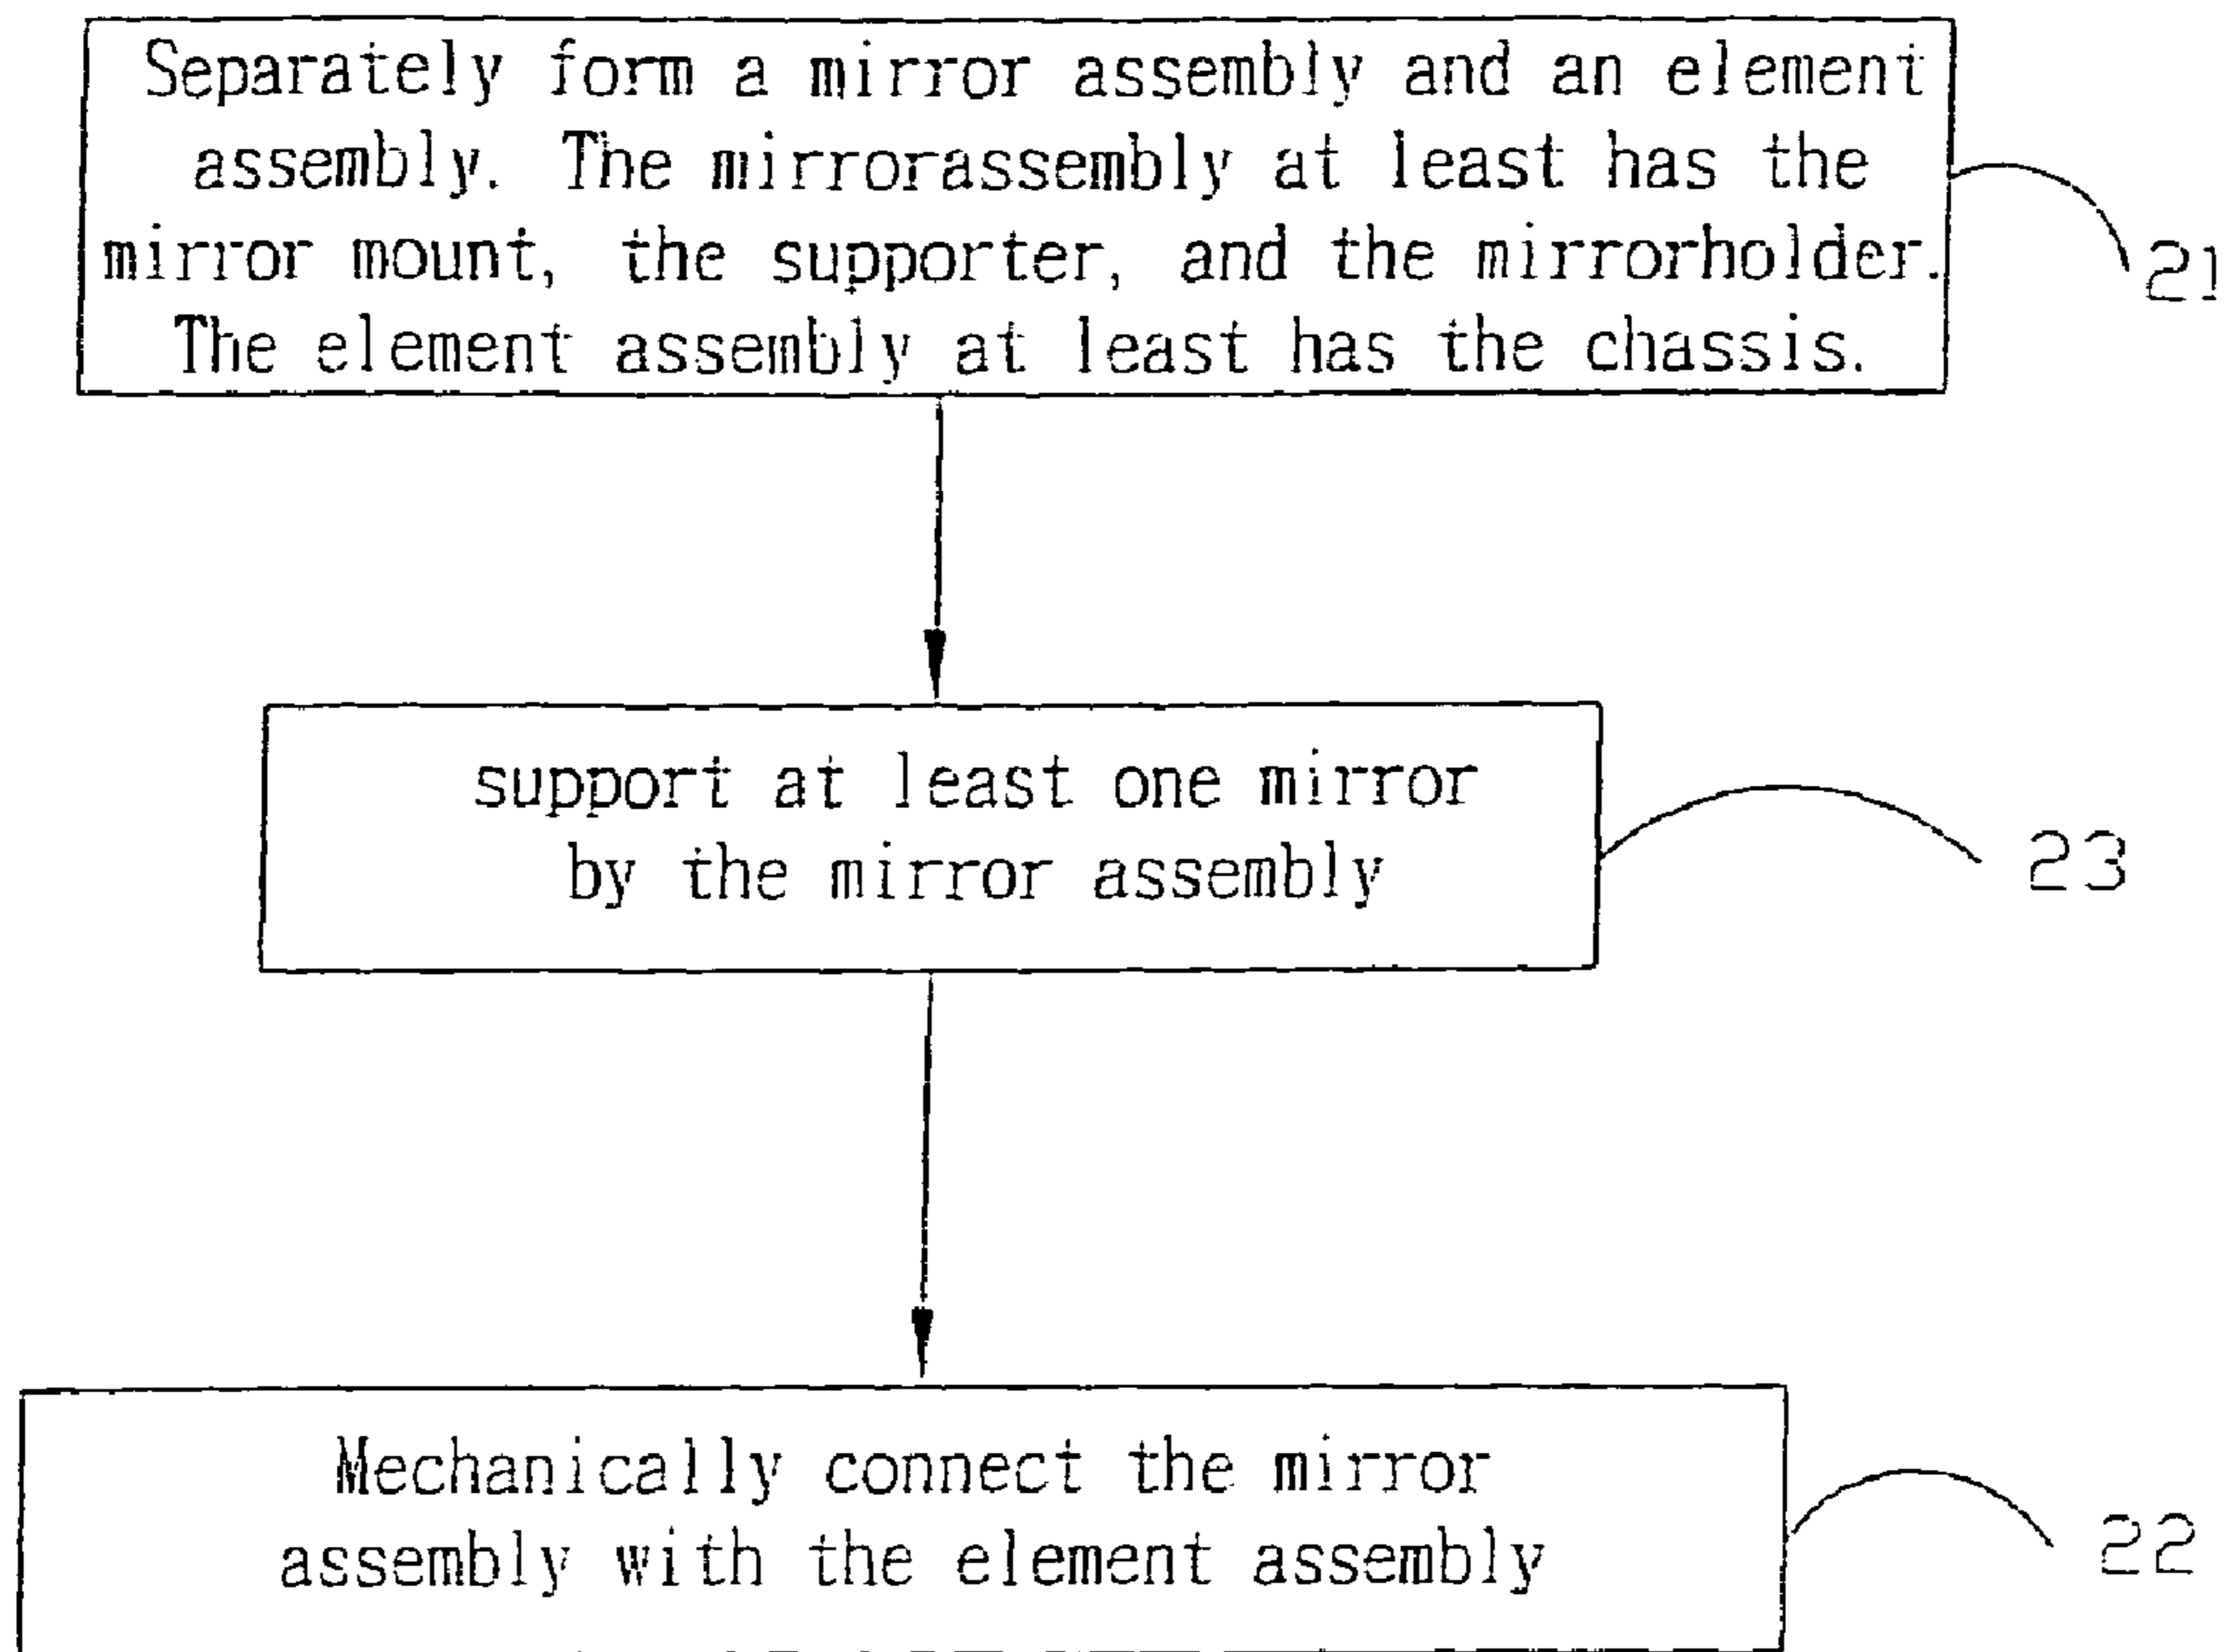 Separately form a mirror assembly and an element
assembly. The mirrorassembly at least has the
mirror mount, the supporter, and the mirrorholder.
The element assembly at least has the chassis.
21
support at least one mirror
by the mirror assembly
23
Mechanically connect the mirror
assembly with the element assembly
22